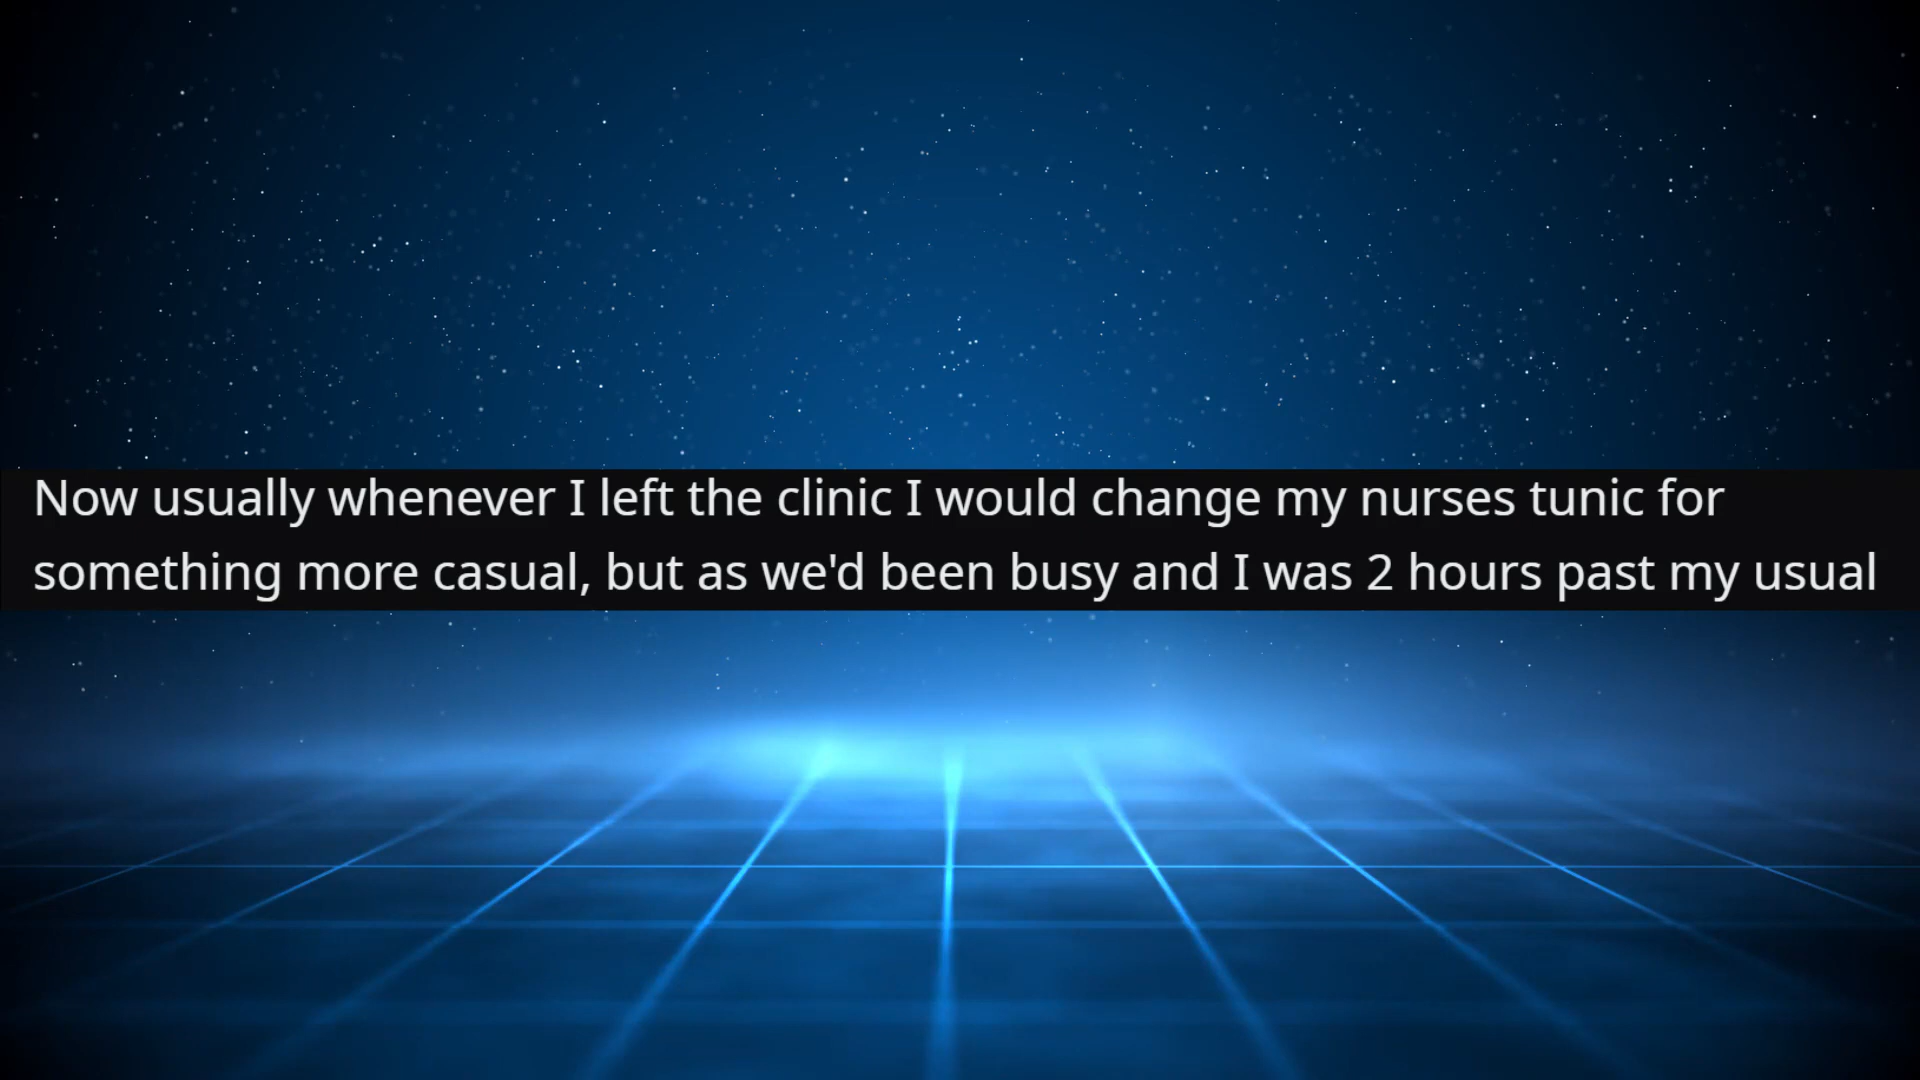 Now usually whenever I left the clinic I would change my nurses tunic for
something more casual, but as we'd been busy and I was 2 hours past my usual